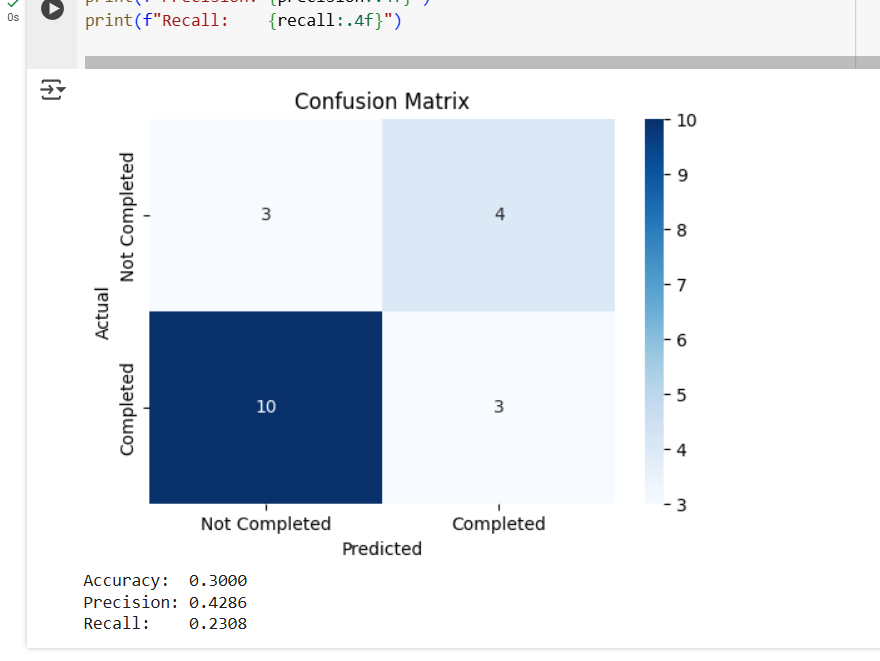 0s
print(f"Recall:    {recall:.4f}")
Confusion Matrix
Not Completed
Completed
Actual
3 4
10 3
Not Completed Completed
Predicted
10
9
8
7
6
5
4
3
Accuracy:  0.3000
Precision: 0.4286
Recall:    0.2308